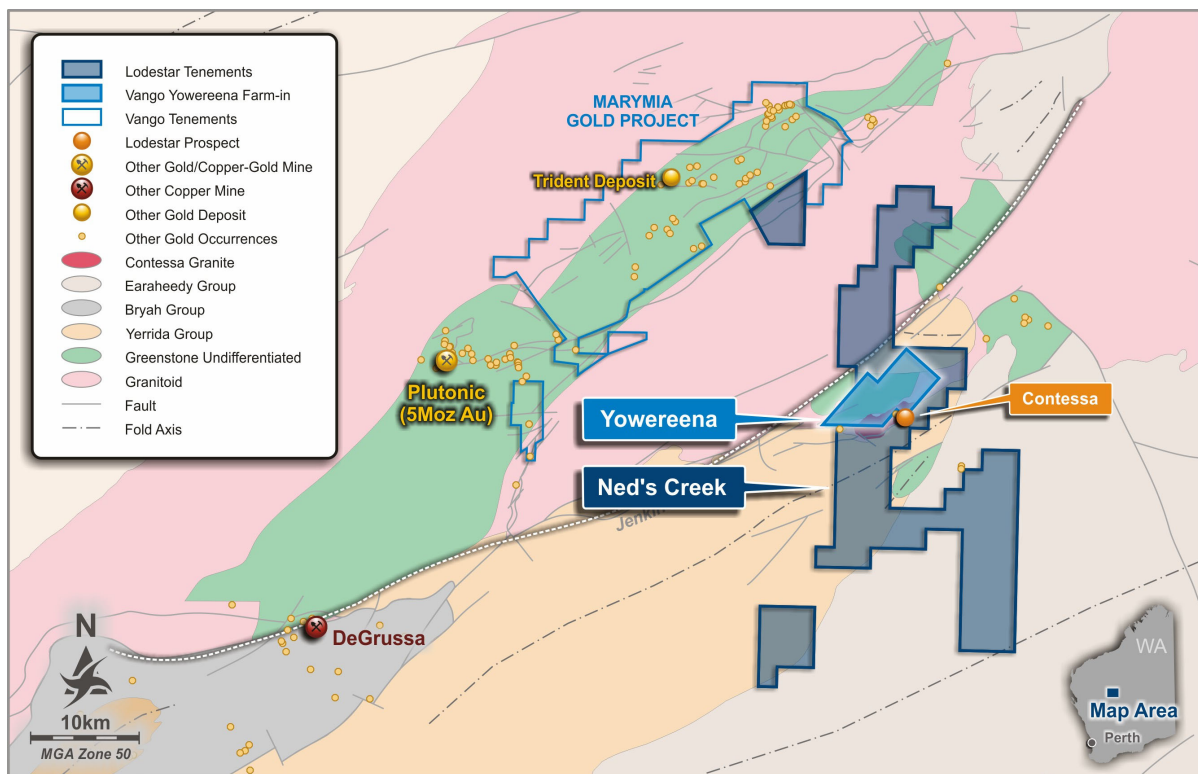 Lodestar Tenements
Vango Yowereena Farm-in
Vango Tenements
Lodestar Prospect
Other Gold/Copper-Gold Mine
Other Copper Mine
Other Gold Deposit
Other Gold Occurrences
Contessa Granite
Earaheedy Group
Bryah Group
Yerrida Group
Greenstone Undifferentiated
Granitoid
Fault
Fold Axis
MARYMIA
GOLD PROJECT
Trident Deposit
Plutonic
(5Moz Au)
Yowereena
Contessa
Ned's Creek
DeGrussa
N
10km
MGA Zone 50
WA
Map Area
Perth